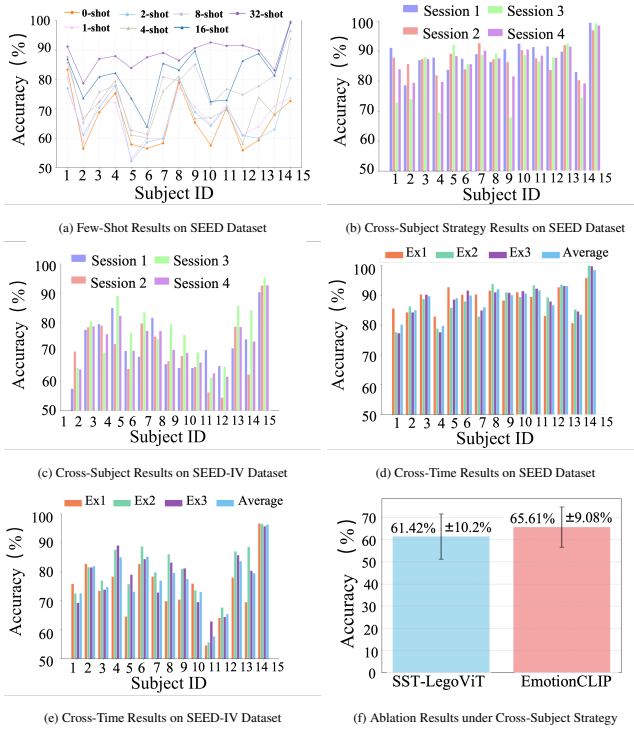 0-shot 2-shot 8-shot 32-shot
1-shot 4-shot 16-shot
Accuracy (%)
100
90
80
70
60
50
1 2 3 4 5 6 7 8 9 10 11 12 13 14 15
Subject ID
(a) Few-Shot Results on SEED Dataset
Session 1 Session 3
Session 2 Session 4
Accuracy (%)
100
90
80
70
60
50
1 2 3 4 5 6 7 8 9 10 11 12 13 14 15
Subject ID
(b) Cross-Subject Strategy Results on SEED Dataset
Session 1 Session 3
Session 2 Session 4
Accuracy (%)
100
90
80
70
60
50
1 2 3 4 5 6 7 8 9 10 11 12 13 14 15
Subject ID
(c) Cross-Subject Results on SEED-IV Dataset
Ex1 Ex2 Ex3 Average
Accuracy (%)
100
90
80
70
60
50
1 2 3 4 5 6 7 8 9 10 11 12 13 14 15
Subject ID
(d) Cross-Time Results on SEED Dataset
Ex1 Ex2 Ex3 Average
Accuracy (%)
100
90
80
70
60
50
1 2 3 4 5 6 7 8 9 10 11 12 13 14 15
Subject ID
(e) Cross-Time Results on SEED-IV Dataset
Accuracy (%)
70
60
50
40
30
20
10
0
61.42% ±10.2% 65.61% ±9.08%
SST-LegoViT EmotionCLIP
(f) Ablation Results under Cross-Subject Strategy